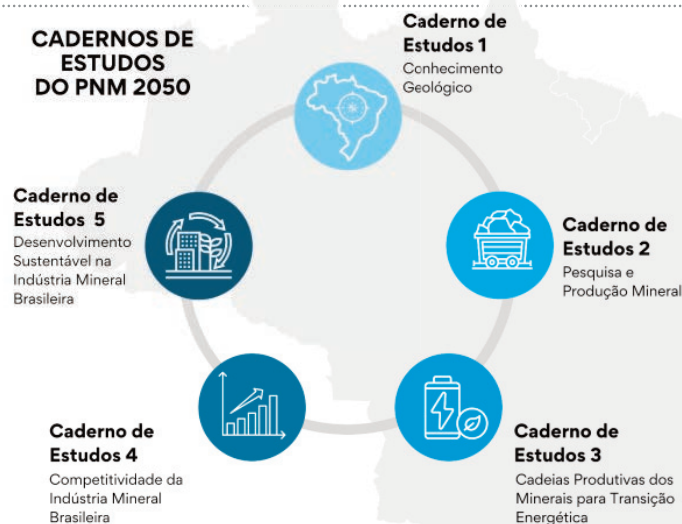 CADERNOS DE
ESTUDOS
DO PNM 2050
Caderno de
Estudos 1
Conhecimento
Geológico
Caderno de
Estudos 2
Pesquisa e
Produção Mineral
Caderno de
Estudos 3
Cadeias Produtivas dos
Minerais para Transição
Energética
Caderno de
Estudos 4
Competitividade da
Indústria Mineral
Brasileira
Caderno de
Estudos 5
Desenvolvimento
Sustentável na
Indústria Mineral
Brasileira